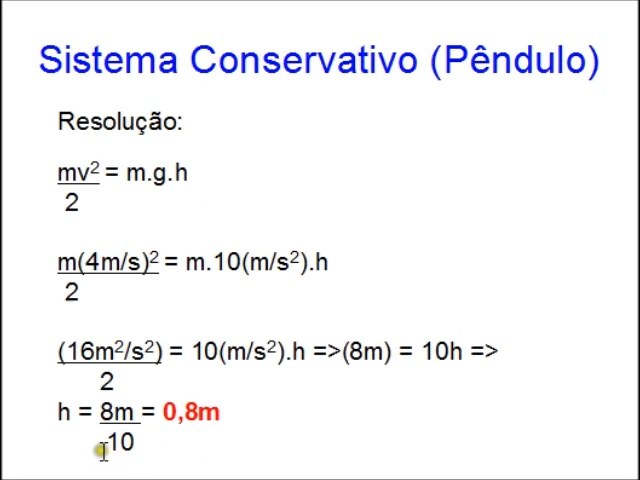 Sistema Conservativo (Pêndulo)
Resolução:
mv² = m.g.h
2
m(4m/s)² = m.10(m/s²).h
2
(16m²/s²) = 10(m/s²).h =>(8m) = 10h =>
2
h = 8m = 0,8m
10